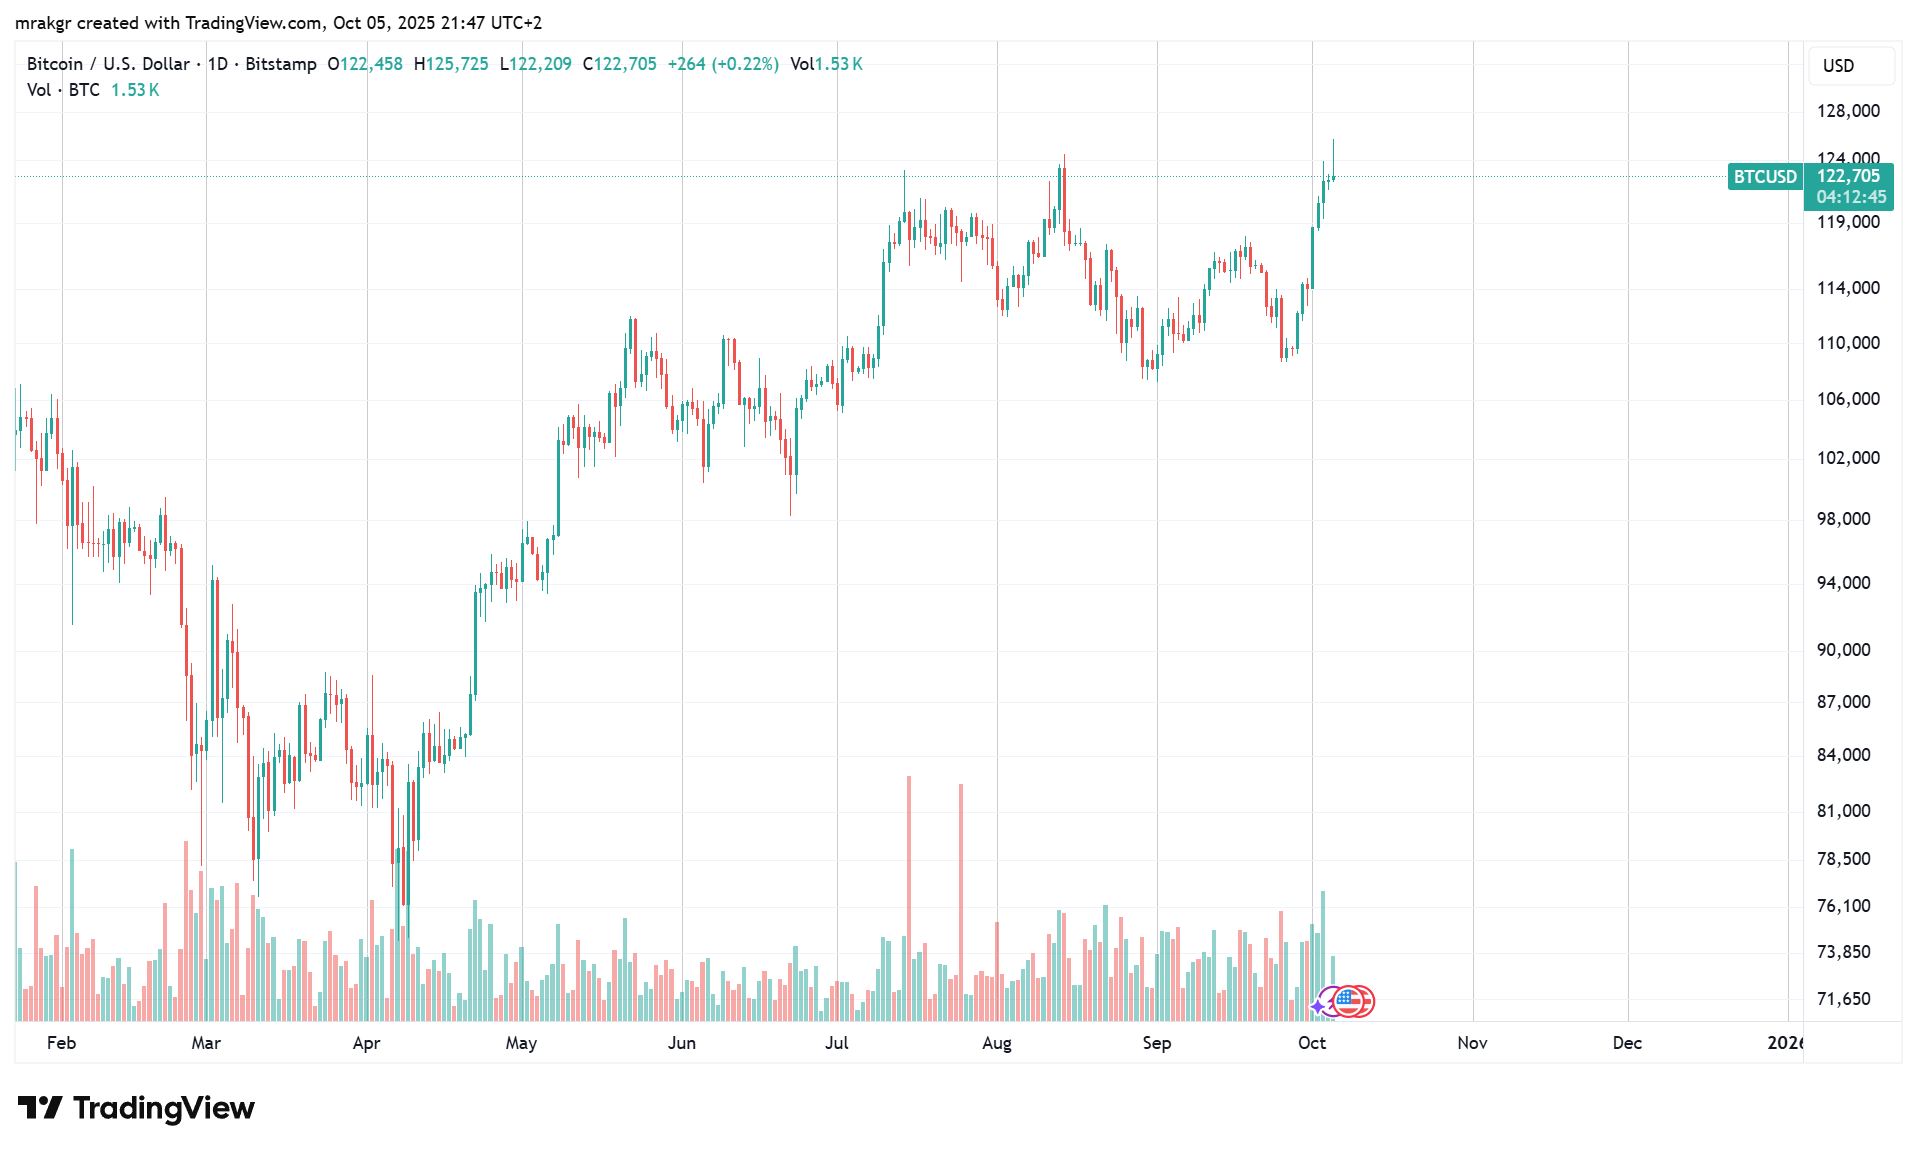 mrakgr created with TradingView.com, Oct 05, 2025 21:47 UTC+2
Bitcoin / U.S. Dollar · 1D · Bitstamp O122,458 H125,725 L122,209 C122,705 +264 (+0.22%) Vol1.53 K
Vol · BTC 1.53 K
USD
128,000
124,000
BTCUSD 122,705
04:12:45
119,000
114,000
110,000
106,000
102,000
98,000
94,000
90,000
87,000
84,000
81,000
78,500
76,100
73,850
71,650
Feb Mar Apr May Jun Jul Aug Sep Oct Nov Dec 2026
TradingView